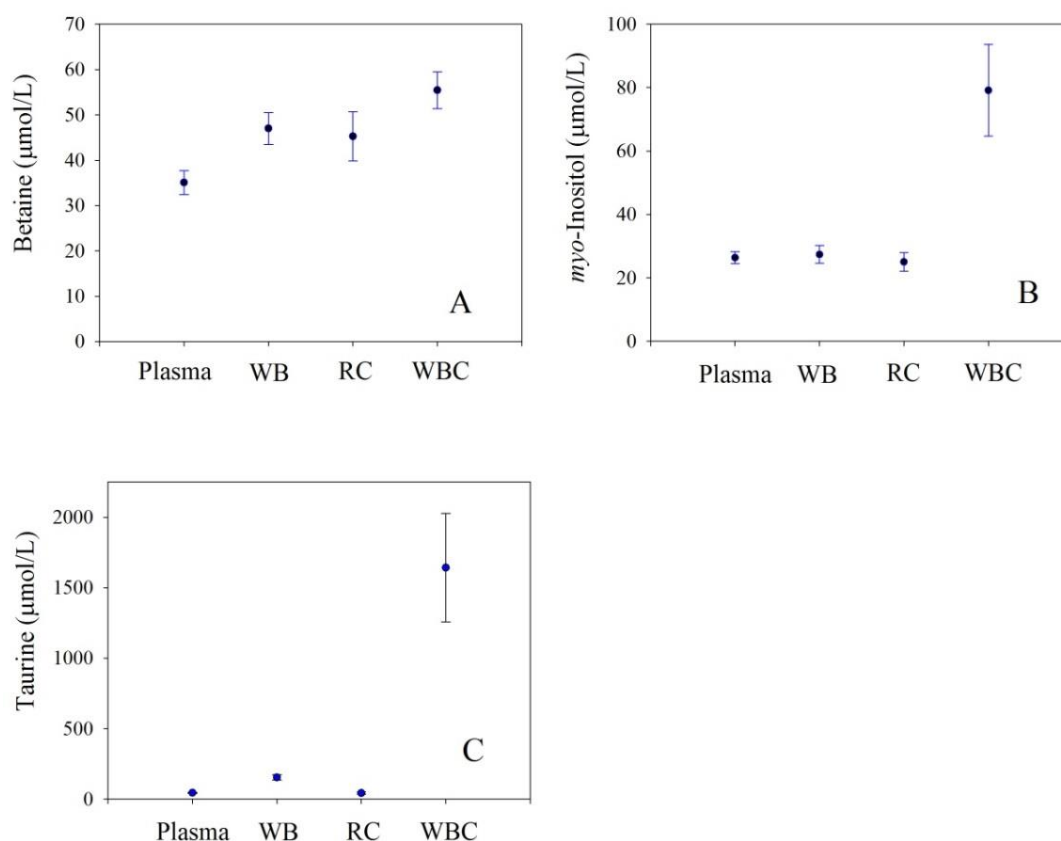 Betaine (µmol/L)
70
60
50
40
30
20
10
0
A
Plasma WB RC WBC
myo-Inositol (µmol/L)
100
80
60
40
20
0
B
Plasma WB RC WBC
Taurine (µmol/L)
2000
1500
1000
500
0
C
Plasma WB RC WBC